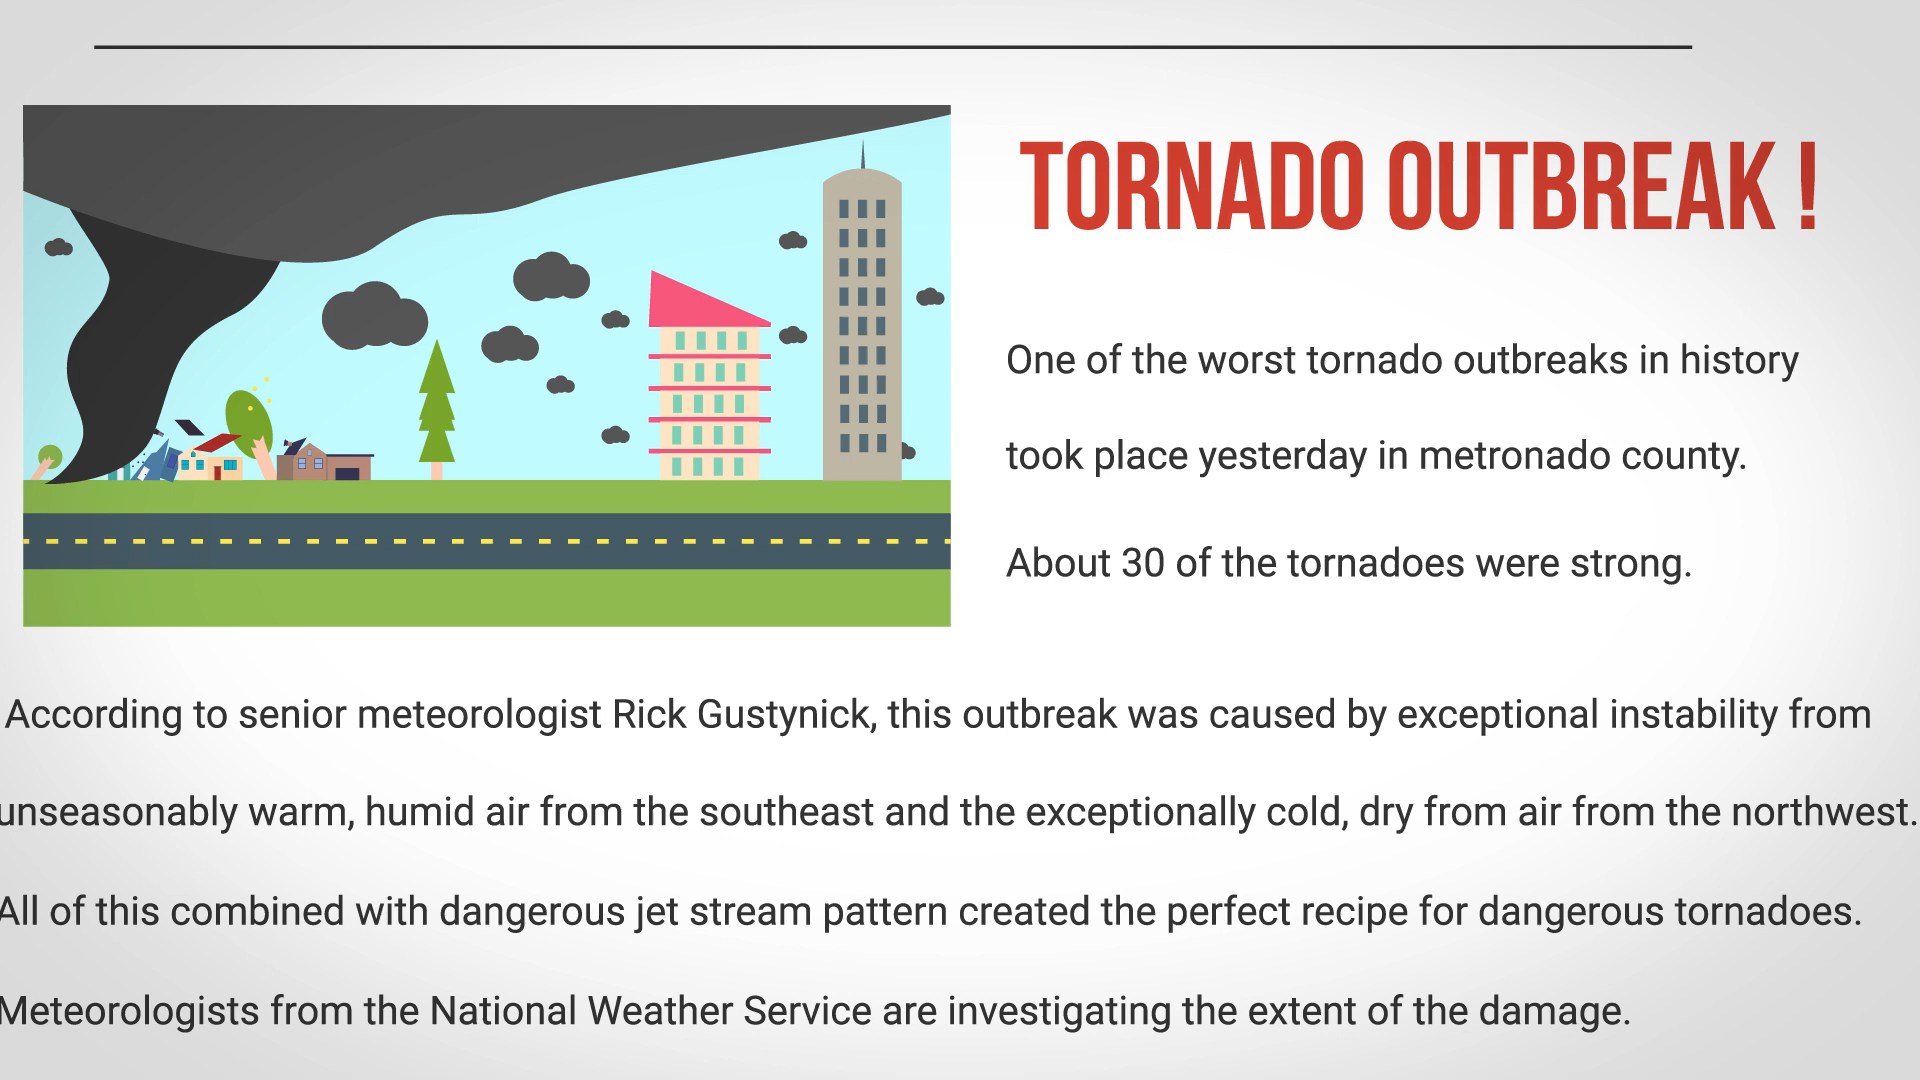 TORNADO OUTBREAK !
One of the worst tornado outbreaks in history
took place yesterday in metronado county.
About 30 of the tornadoes were strong.
According to senior meteorologist Rick Gustynick, this outbreak was caused by exceptional instability from
unseasonably warm, humid air from the southeast and the exceptionally cold, dry from air from the northwest.
All of this combined with dangerous jet stream pattern created the perfect recipe for dangerous tornadoes.
Meteorologists from the National Weather Service are investigating the extent of the damage.